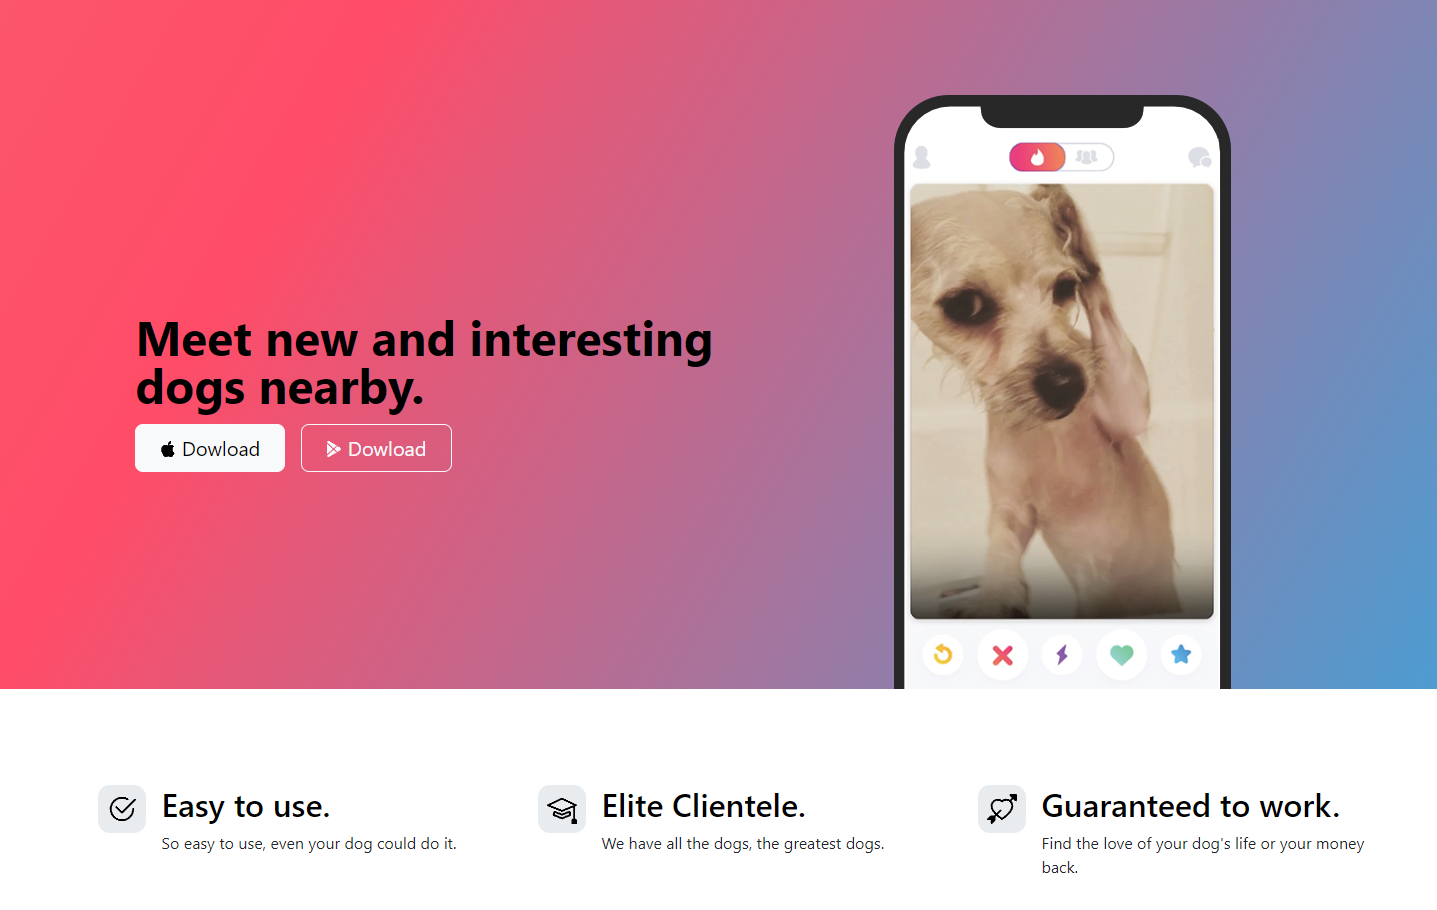 Meet new and interesting
dogs nearby.
Dowload
Dowload
Easy to use.
So easy to use, even your dog could do it.
Elite Clientele.
We have all the dogs, the greatest dogs.
Guaranteed to work.
Find the love of your dog's life or your money
back.